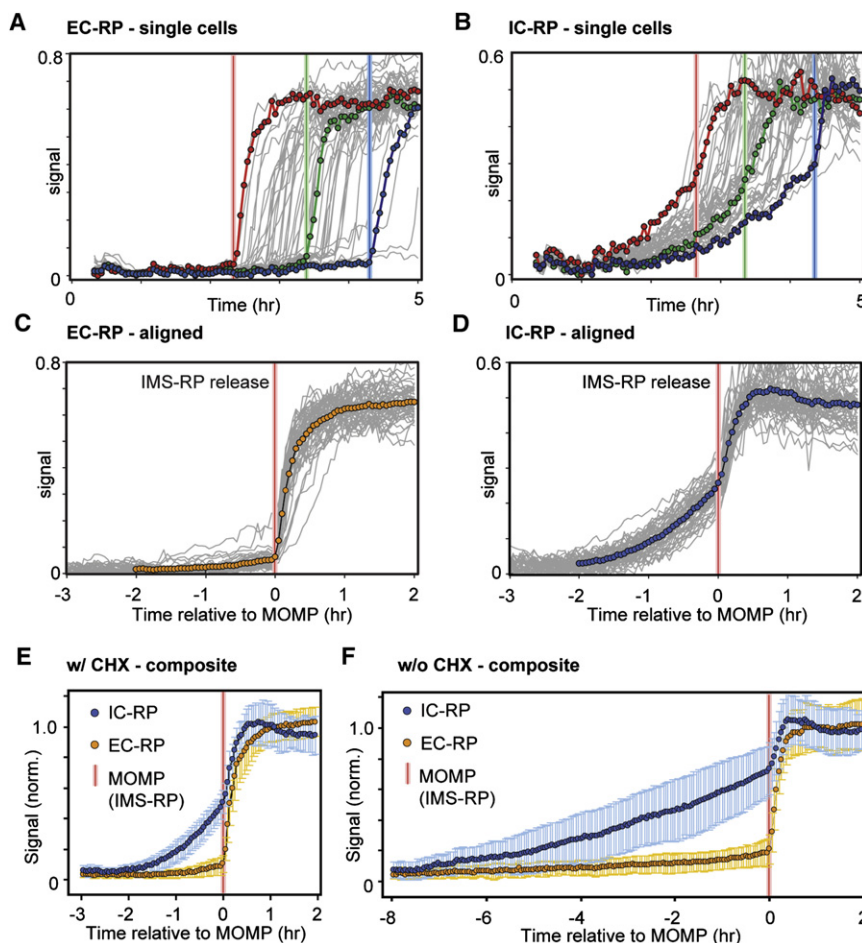 A EC-RP - single cells
0.8
signal
0
0 Time (hr) 5
B IC-RP - single cells
0.6
signal
0
0 Time (hr) 5
C EC-RP - aligned
0.8
IMS-RP release
signal
0
-3 -2 -1 0 1 2
Time relative to MOMP (hr)
D IC-RP - aligned
0.6
IMS-RP release
signal
0
-3 -2 -1 0 1 2
Time relative to MOMP (hr)
E w/ CHX - composite
IC-RP
EC-RP
MOMP
(IMS-RP)
Signal (norm.)
1.0
0
-3 -2 -1 0 1 2
Time relative to MOMP (hr)
F w/o CHX - composite
IC-RP
EC-RP
MOMP
(IMS-RP)
Signal (norm.)
1.0
0
-8 -6 -4 -2 0 2
Time relative to MOMP (hr)